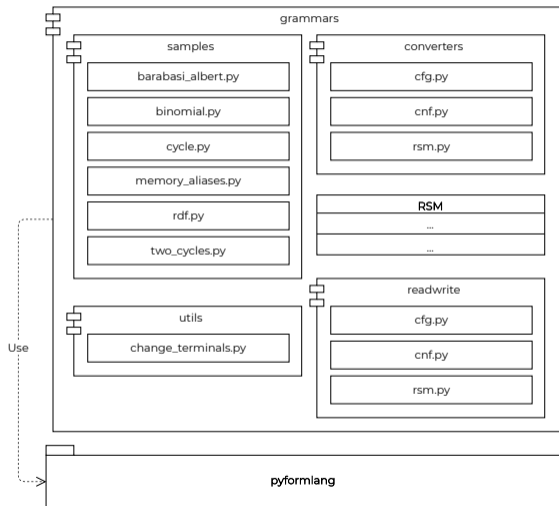 grammars
samples
barabasi_albert.py
binomial.py
cycle.py
memory_aliases.py
rdf.py
two_cycles.py
converters
cfg.py
cnf.py
rsm.py
RSM
...
...
utils
change_terminals.py
readwrite
cfg.py
cnf.py
rsm.py
Use
pyformlang